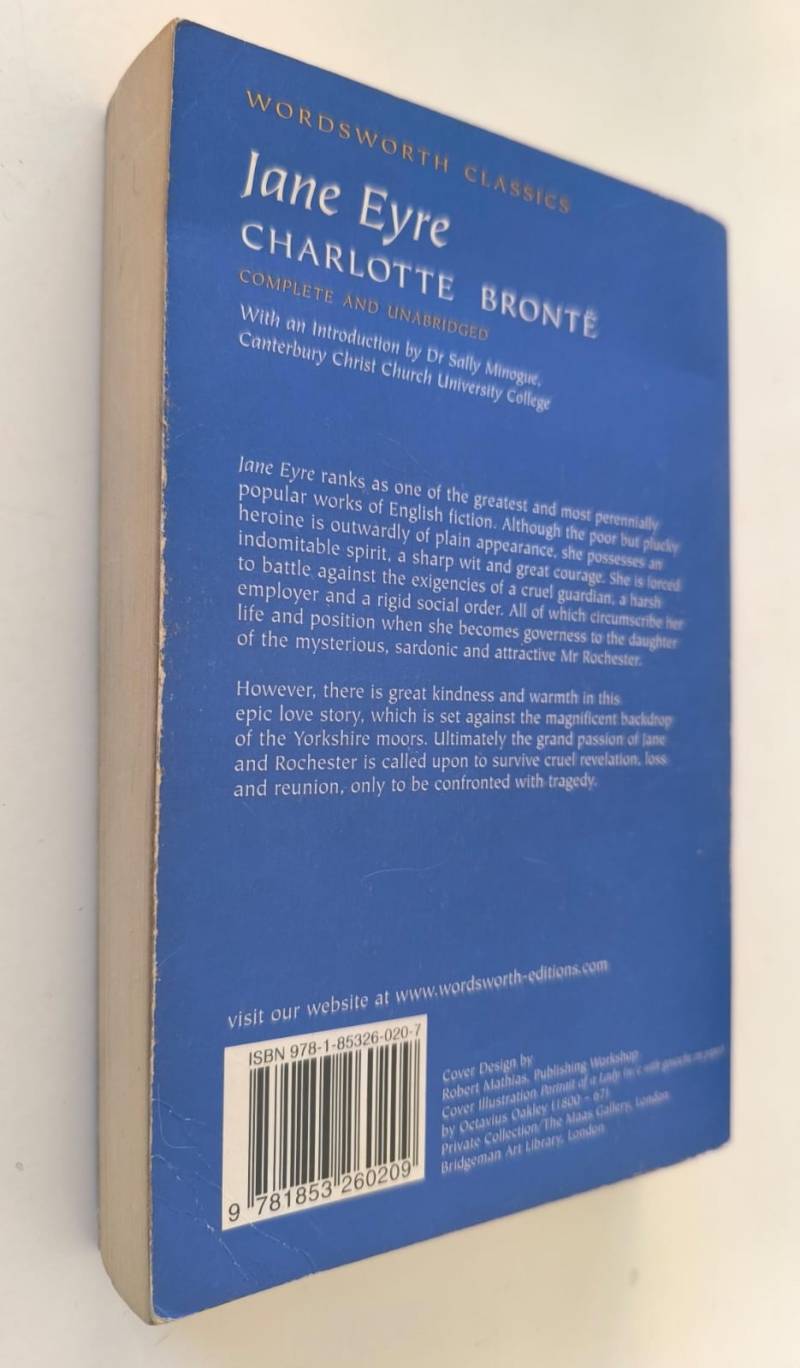 WORDSWORTH CLASSICS
Jane Eyre
CHARLOTTE BRONTË
COMPLETE AND UNABRIDGED
With an Introduction by Dr Sally Minogue,
Canterbury Christ Church University College
Jane Eyre ranks as one of the greatest and most perennially
popular works of English fiction. Although the poor but plucky
heroine is outwardly of plain appearance, she possesses an
indomitable spirit, a sharp wit and great courage. She is forced
to battle against the exigencies of a cruel guardian, a harsh
employer and a rigid social order. All of which circumscribe her
life and position when she becomes governess to the daughter
of the mysterious, sardonic and attractive Mr Rochester.
However, there is great kindness and warmth in this
epic love story, which is set against the magnificent backdrop
of the Yorkshire moors. Ultimately the grand passion of Jane
and Rochester is called upon to survive cruel revelation, loss
and reunion, only to be confronted with tragedy.
visit our website at www.wordsworth-editions.com
ISBN 978-1-85326-020-7
9 781853 260209
Cover Design by
Robert Mathias, Publishing Workshop
Cover Illustration Portrait of a Lady with gouache on paper
by Octavius Oakley (1800 – 67)
Private Collection/The Maas Gallery, London
Bridgeman Art Library, London